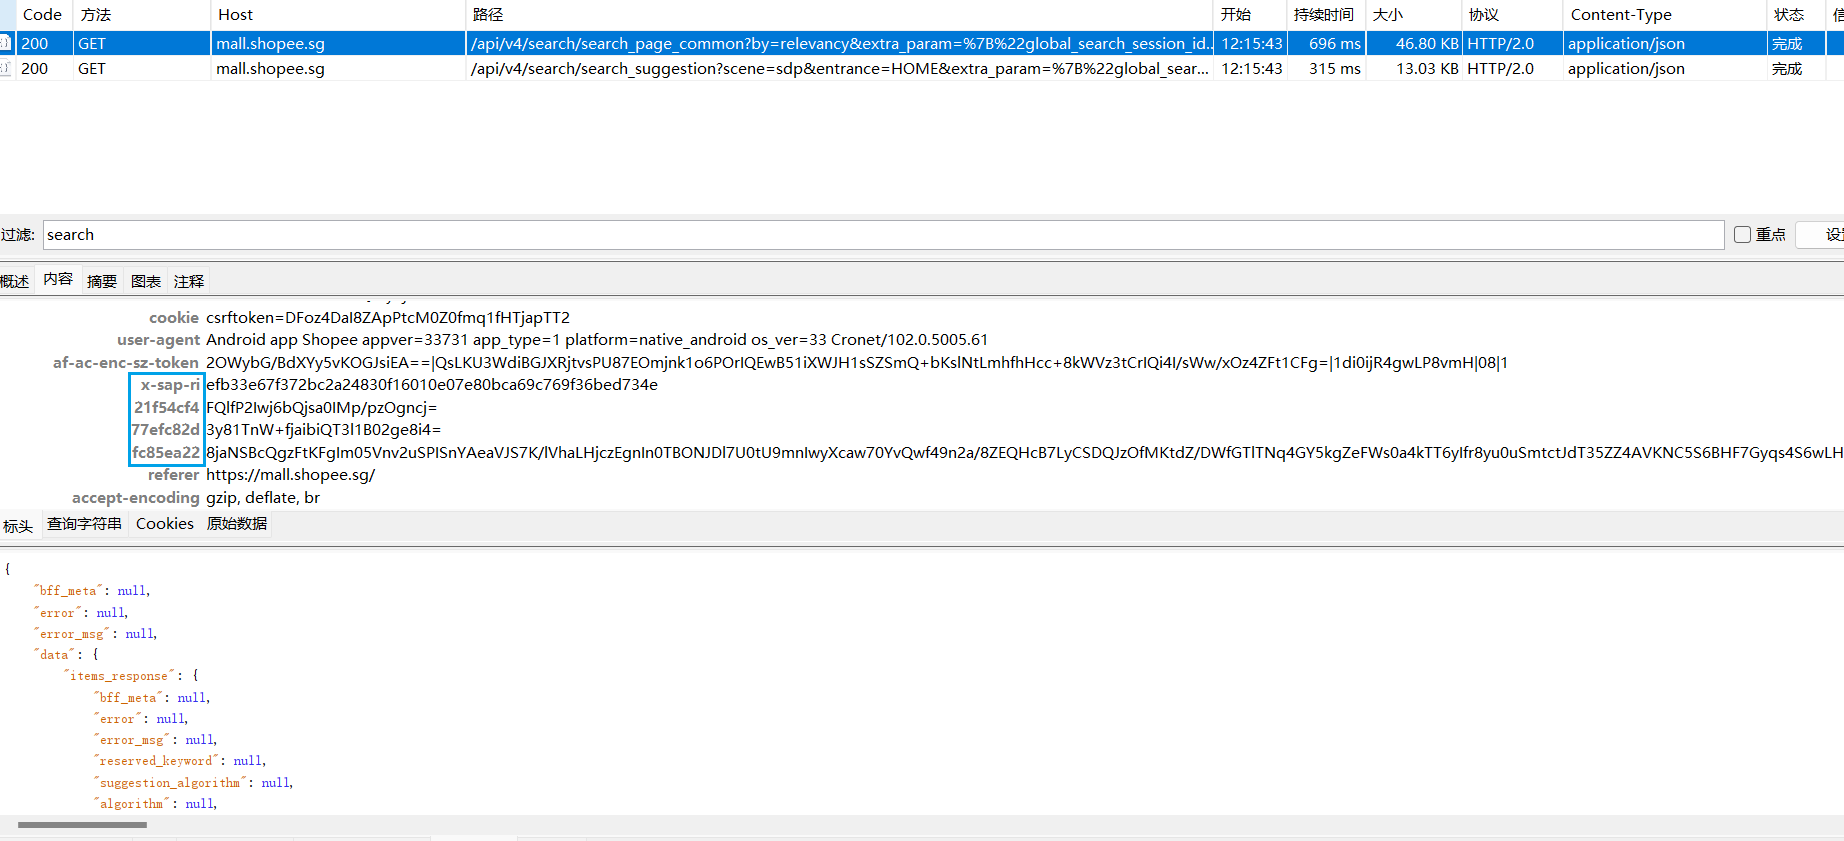 Code 方法 Host 路径 开始 持续时间 大小 协议 Content-Type 状态
200 GET mall.shopee.sg /api/v4/search/search_page_common?by=relevancy&extra_param=%7B%22global_search_session_id... 12:15:43 696 ms 46.80 KB HTTP/2.0 application/json 完成
200 GET mall.shopee.sg /api/v4/search/search_suggestion?scene=sdp&entrance=HOME&extra_param=%7B%22global_sear... 12:15:43 315 ms 13.03 KB HTTP/2.0 application/json 完成
过滤: search 重点
概述 内容 摘要 图表 注释
cookie csrftoken=DFoz4DaI8ZApPtcM0Z0fmq1fHTjapTT2
user-agent Android app Shopee appver=33731 app_type=1 platform=native_android os_ver=33 Cronet/102.0.5005.61
af-ac-enc-sz-token 2OWybG/BdXYy5vKOGJsiEA==|QsLKU3WdiBGJXRjtvsPU87EOmjnk1o6POrIQEwB51iXWJH1sSZSmQ+bKslNtLmhfhHcc+8kWVz3tCrIQi4I/sWw/xOz4ZFt1CFg=|1di0ijR4gwLP8vmH|08|1
x-sap-ri efb33e67f372bc2a24830f16010e07e80bca69c769f36bed734e
21f54cf4 FQlfP2Iwj6bQjsa0IMp/pzOgncj=
77efc82d 3y81TnW+fjaibiQT3l1B02ge8i4=
fc85ea22 8jaNSBcQgzFtKFgIm05Vnv2uSPISnYAeaVJS7K/lVhaLHjczEgnIn0TBONJDl7U0tU9mnIwyXcaw70YvQwf49n2a/8ZEQHcB7LyCSDQJzOfMKtdZ/DWfGTlTNq4GY5kgZeFWs0a4kTT6yIfr8yu0uSmtctJdT35ZZ4AVKNC5S6BHF7Gyqs4S6wLH
referer https://mall.shopee.sg/
accept-encoding gzip, deflate, br
标头 查询字符串 Cookies 原始数据
{
"bff_meta": null,
"error": null,
"error_msg": null,
"data": {
"items_response": {
"bff_meta": null,
"error": null,
"error_msg": null,
"reserved_keyword": null,
"suggestion_algorithm": null,
"algorithm": null,